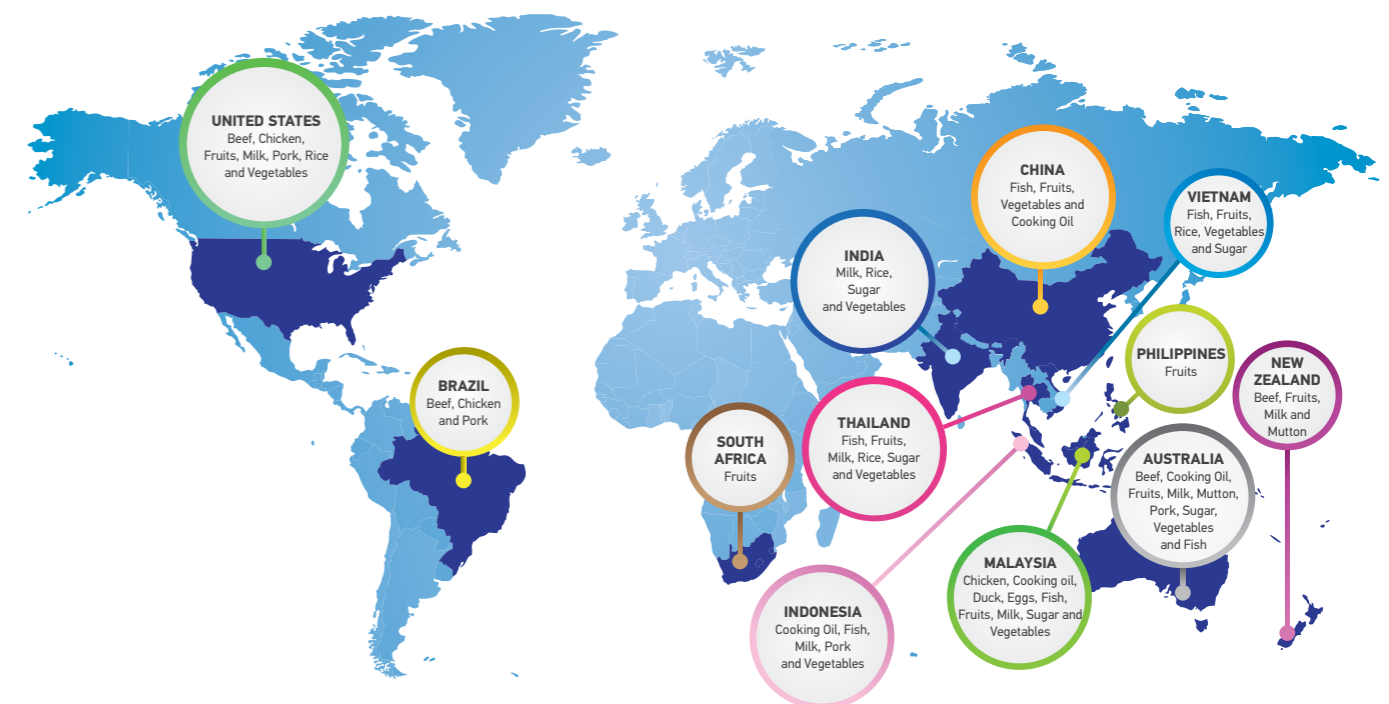 UNITED STATES
Beef, Chicken,
Fruits, Milk, Pork, Rice
and Vegetables
BRAZIL
Beef, Chicken
and Pork
SOUTH
AFRICA
Fruits
INDIA
Milk, Rice,
Sugar
and Vegetables
CHINA
Fish, Fruits,
Vegetables and
Cooking Oil
VIETNAM
Fish, Fruits,
Rice, Vegetables
and Sugar
THAILAND
Fish, Fruits,
Milk, Rice, Sugar
and Vegetables
PHILIPPINES
Fruits
NEW
ZEALAND
Beef, Fruits,
Milk and
Mutton
AUSTRALIA
Beef, Cooking Oil,
Fruits, Milk, Mutton,
Pork, Sugar,
Vegetables
and Fish
MALAYSIA
Chicken, Cooking oil,
Duck, Eggs, Fish,
Fruits, Milk, Sugar and
Vegetables
INDONESIA
Cooking Oil, Fish,
Milk, Pork
and Vegetables